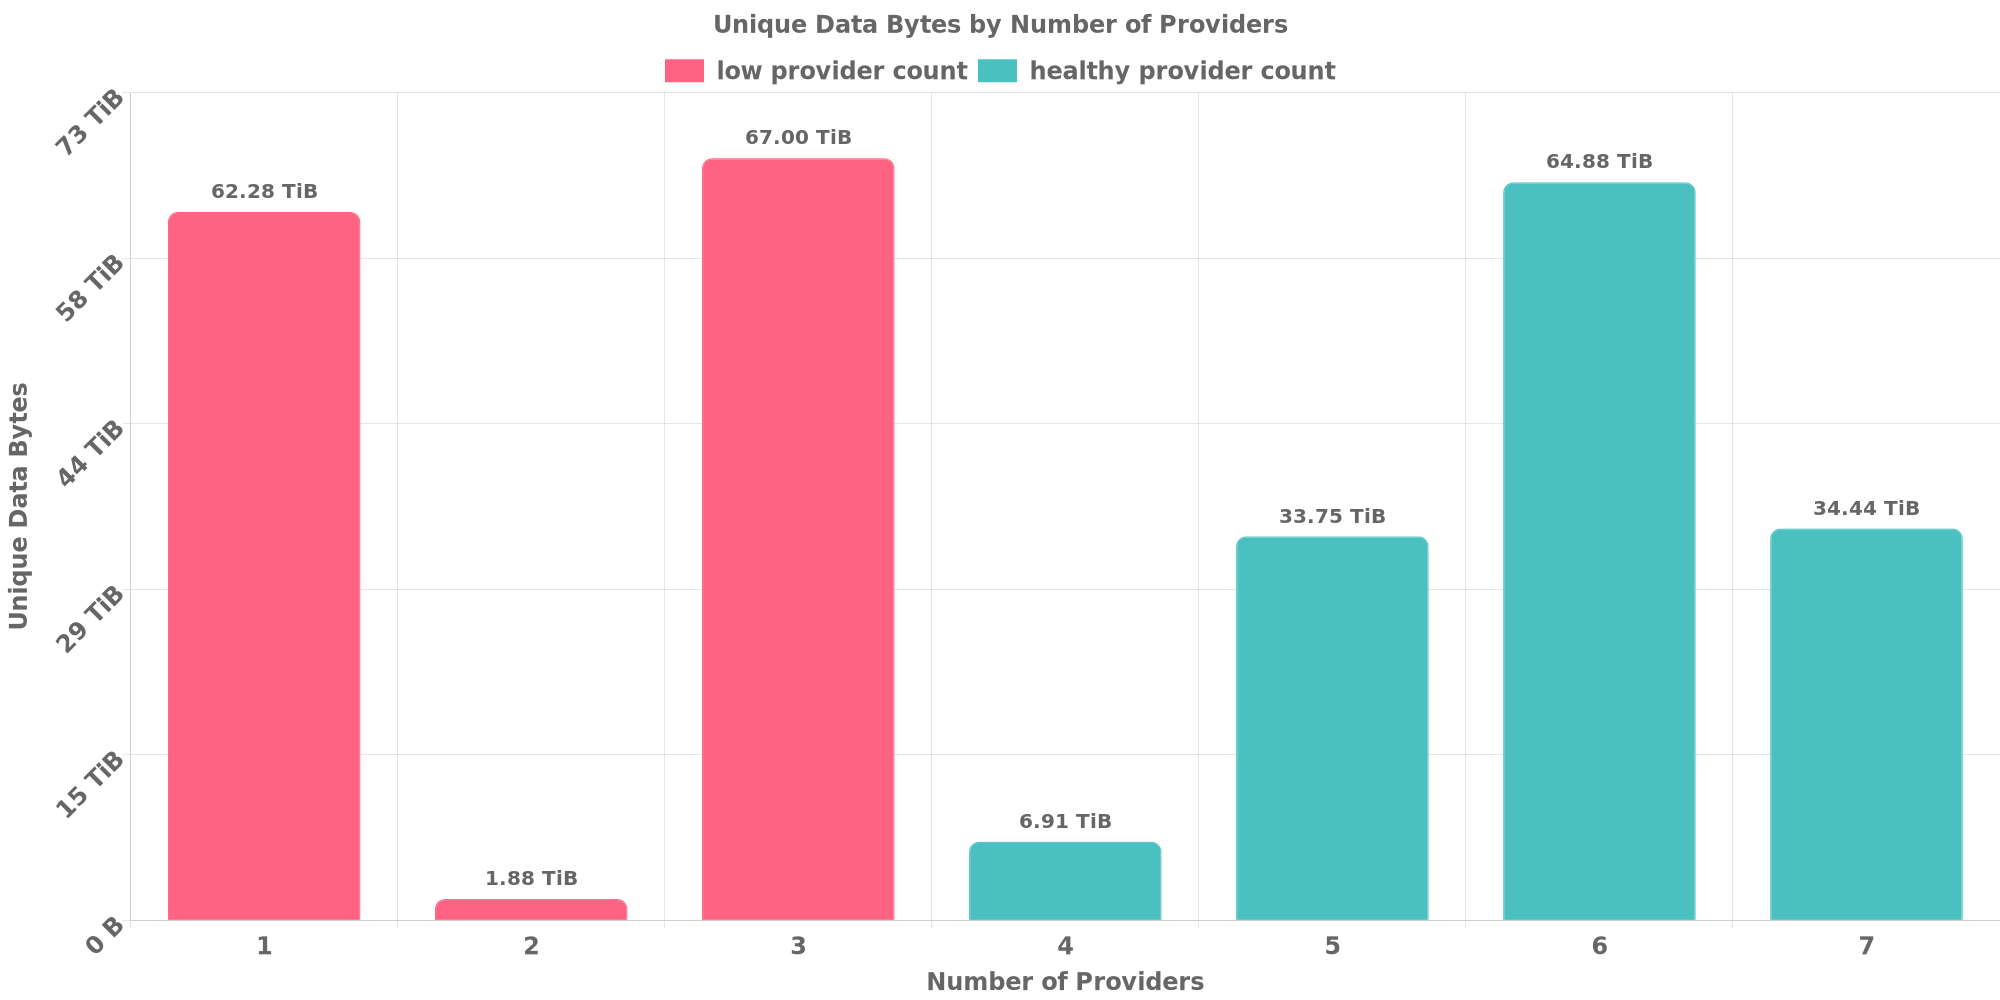 Unique Data Bytes by Number of Providers
low provider count
healthy provider count
73 TiB
58 TiB
44 TiB
29 TiB
15 TiB
0 B
Unique Data Bytes
62.28 TiB
1.88 TiB
67.00 TiB
6.91 TiB
33.75 TiB
64.88 TiB
34.44 TiB
1
2
3
4
5
6
7
Number of Providers